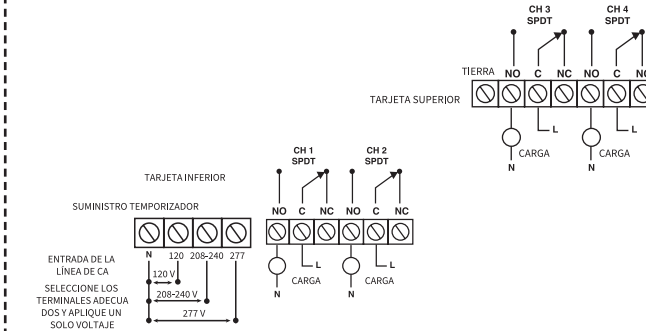 CH 3 CH 4
SPDT SPDT
TIERRA NO C NC NO C
TARJETA SUPERIOR
L L
CARGA CARGA
N N
CH 1 CH 2
SPDT SPDT
TARJETA INFERIOR
SUMINISTRO TEMPORIZADOR
NO C NC NO C NC
N 120 208-240 277
L L
CARGA CARGA
N N
ENTRADA DE LA
LÍNEA DE CA
120 V
SELECCIONE LOS
TERMINALES ADECUA
DOS Y APLIQUE UN
SOLO VOLTAJE
208-240 V
277 V